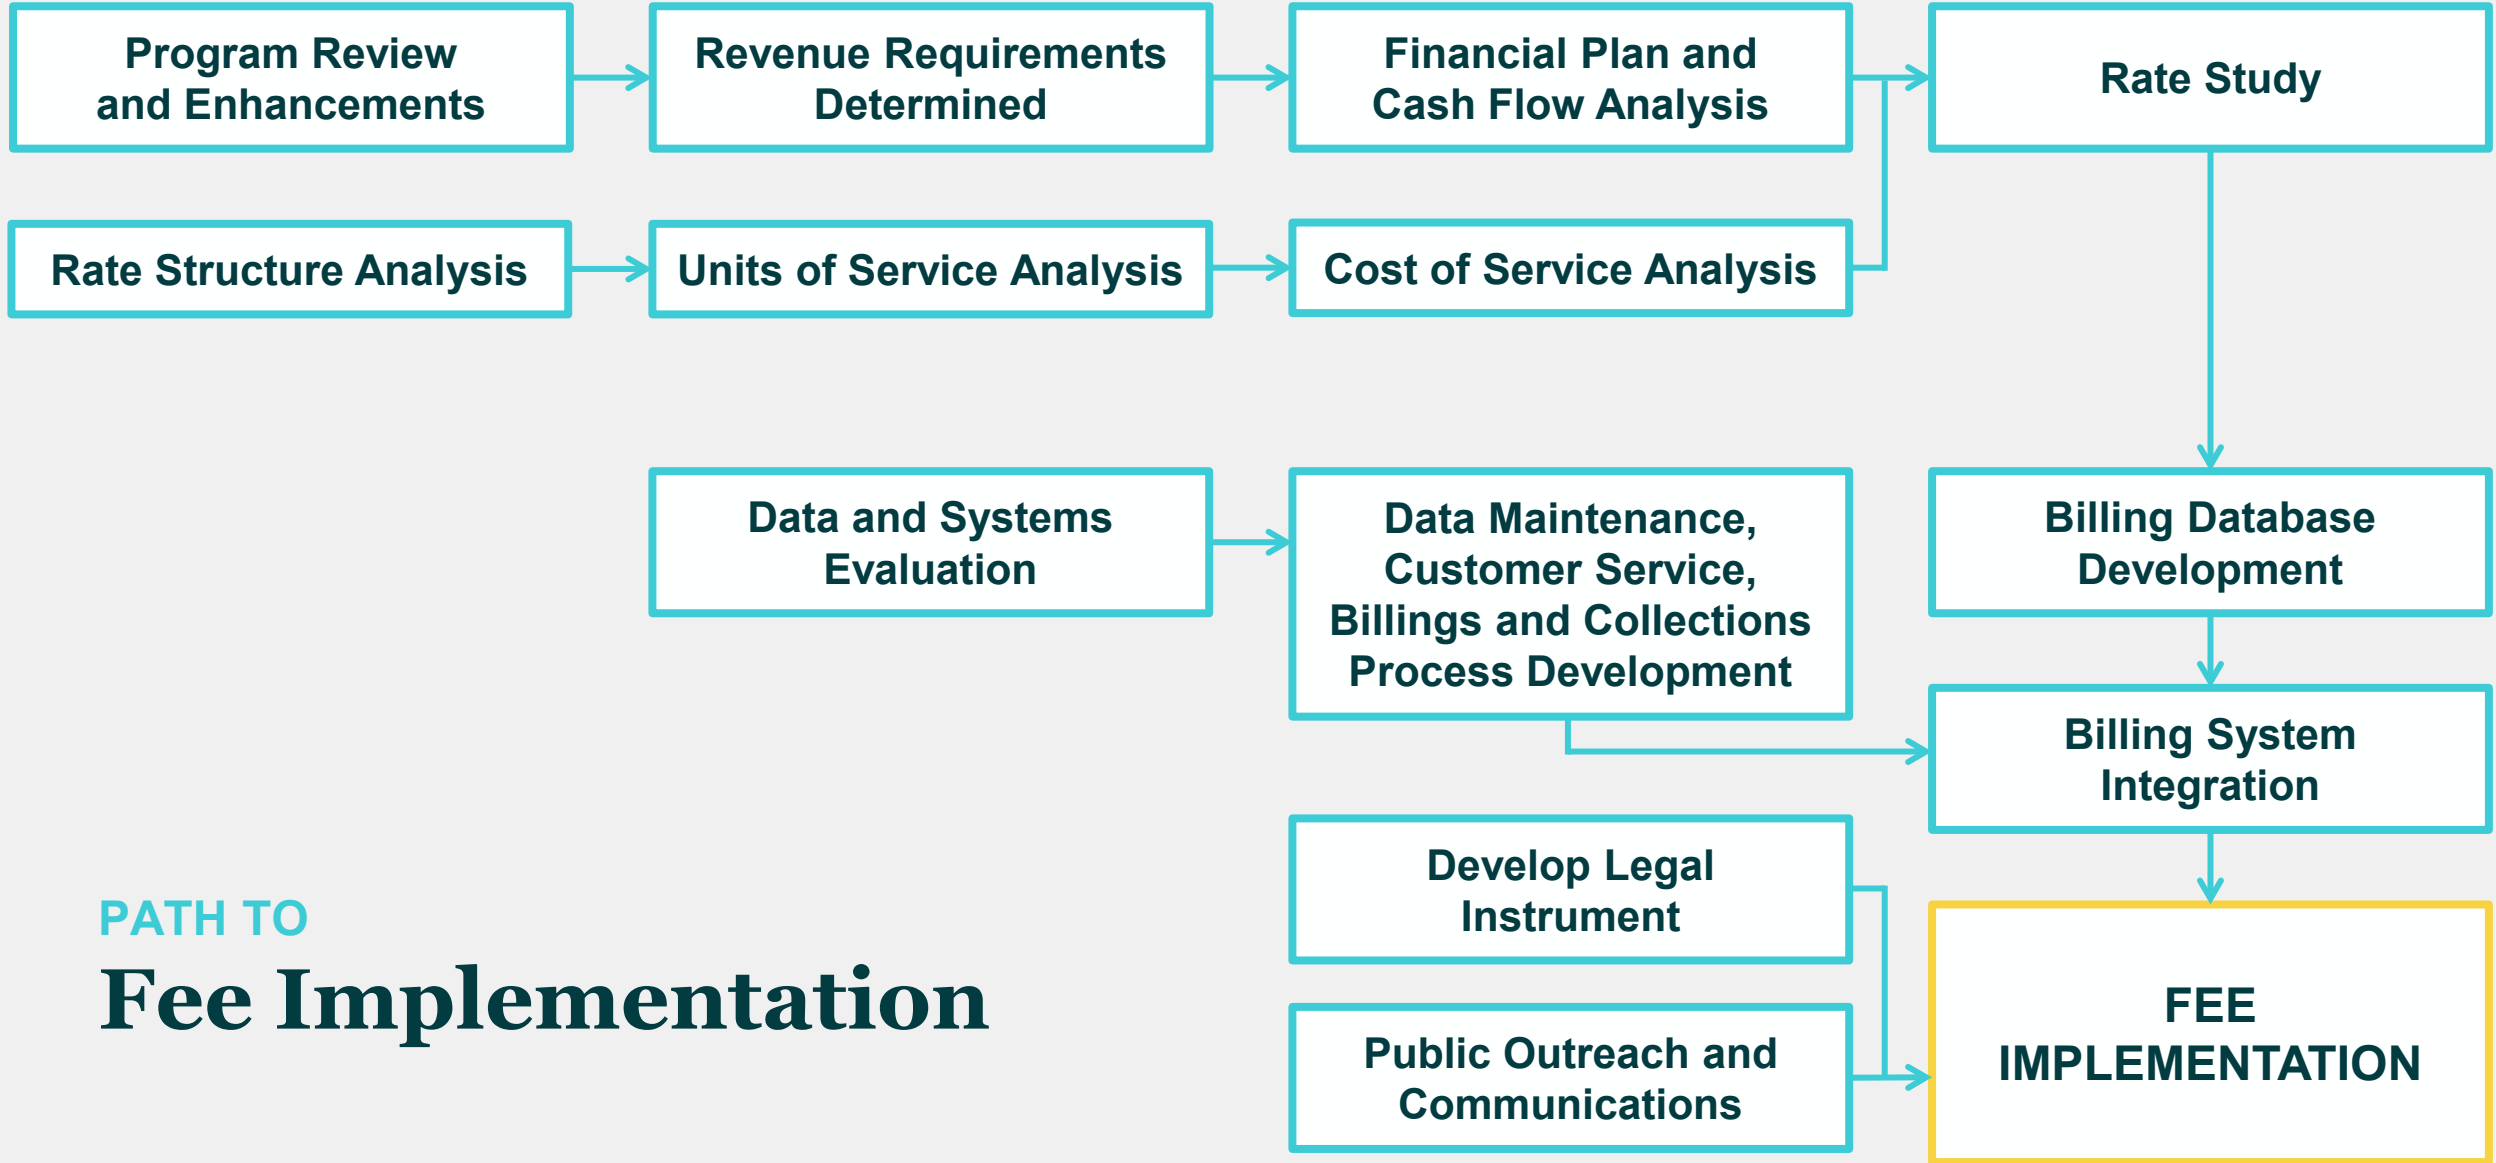 Program Review
and Enhancements
Revenue Requirements
Determined
Financial Plan and
Cash Flow Analysis
Rate Study
Rate Structure Analysis
Units of Service Analysis
Cost of Service Analysis
Data and Systems
Evaluation
Data Maintenance,
Customer Service,
Billings and Collections
Process Development
Billing Database
Development
Billing System
Integration
Develop Legal
Instrument
Public Outreach and
Communications
FEE
IMPLEMENTATION
PATH TO
Fee Implementation